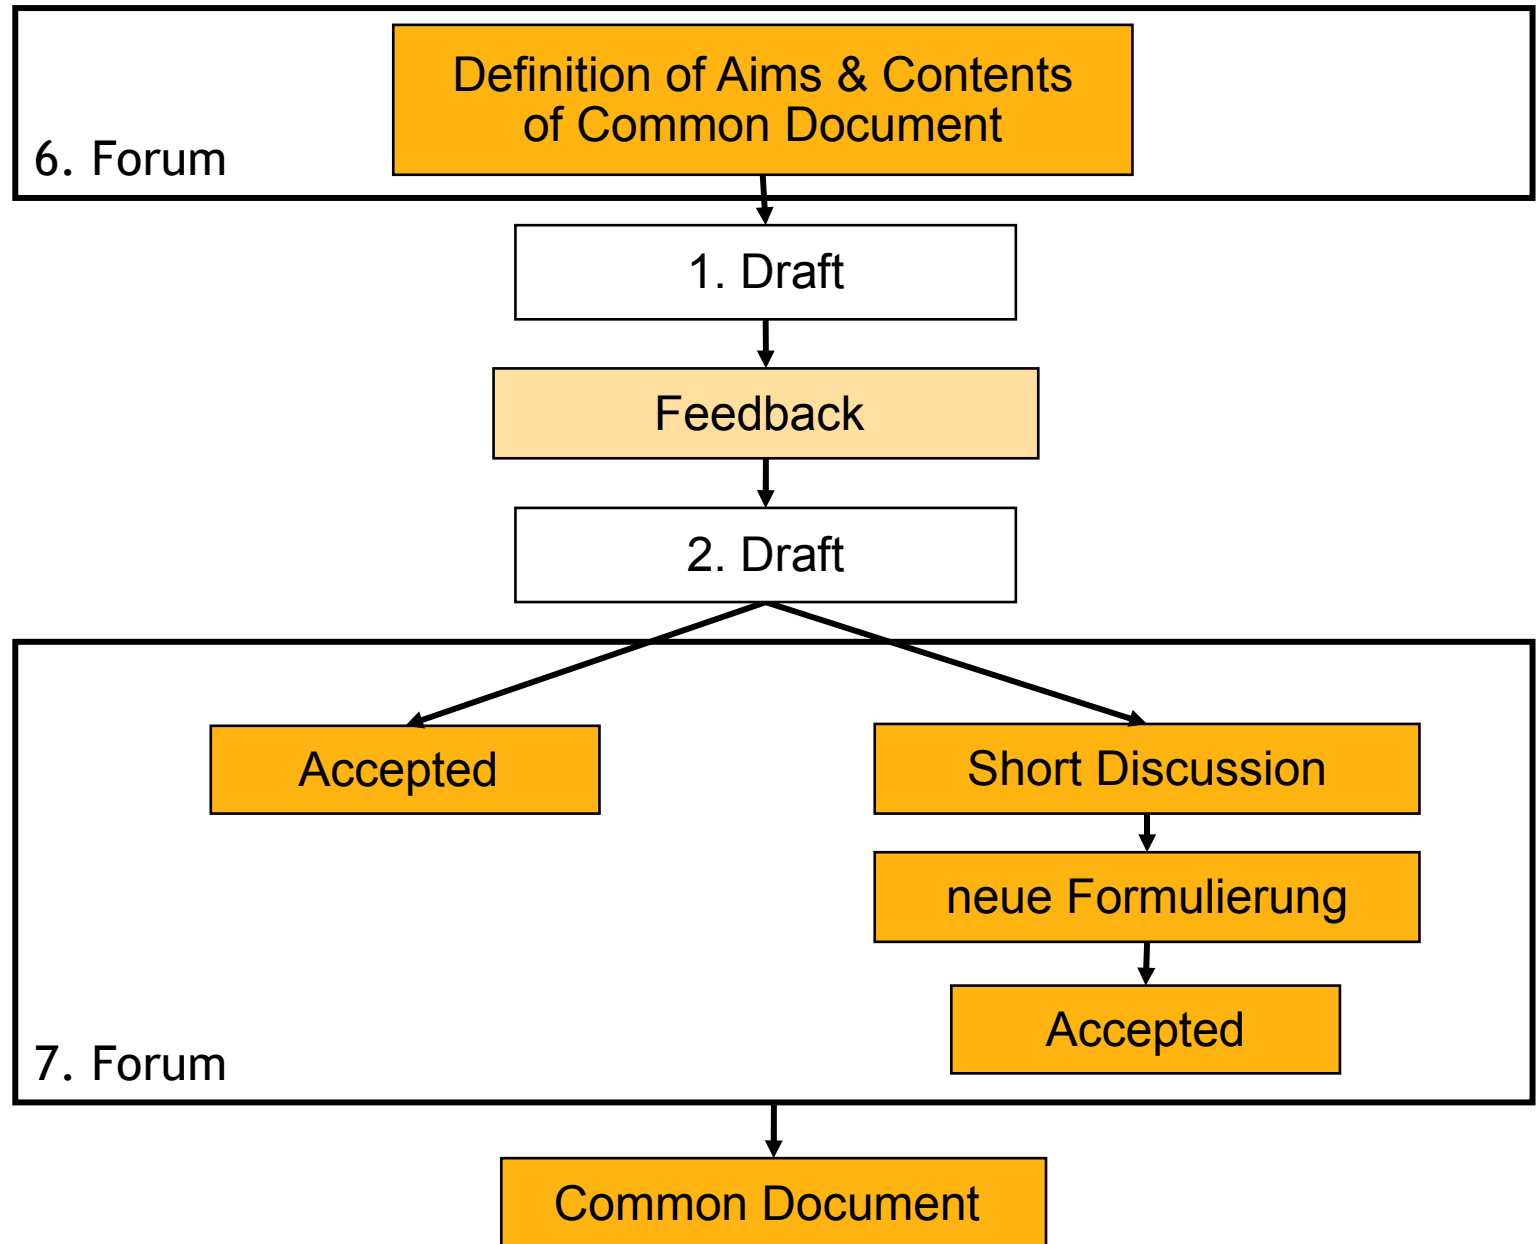 Definition of Aims & Contents
of Common Document
6. Forum
1. Draft
Feedback
2. Draft
Accepted
Short Discussion
neue Formulierung
Accepted
7. Forum
Common Document